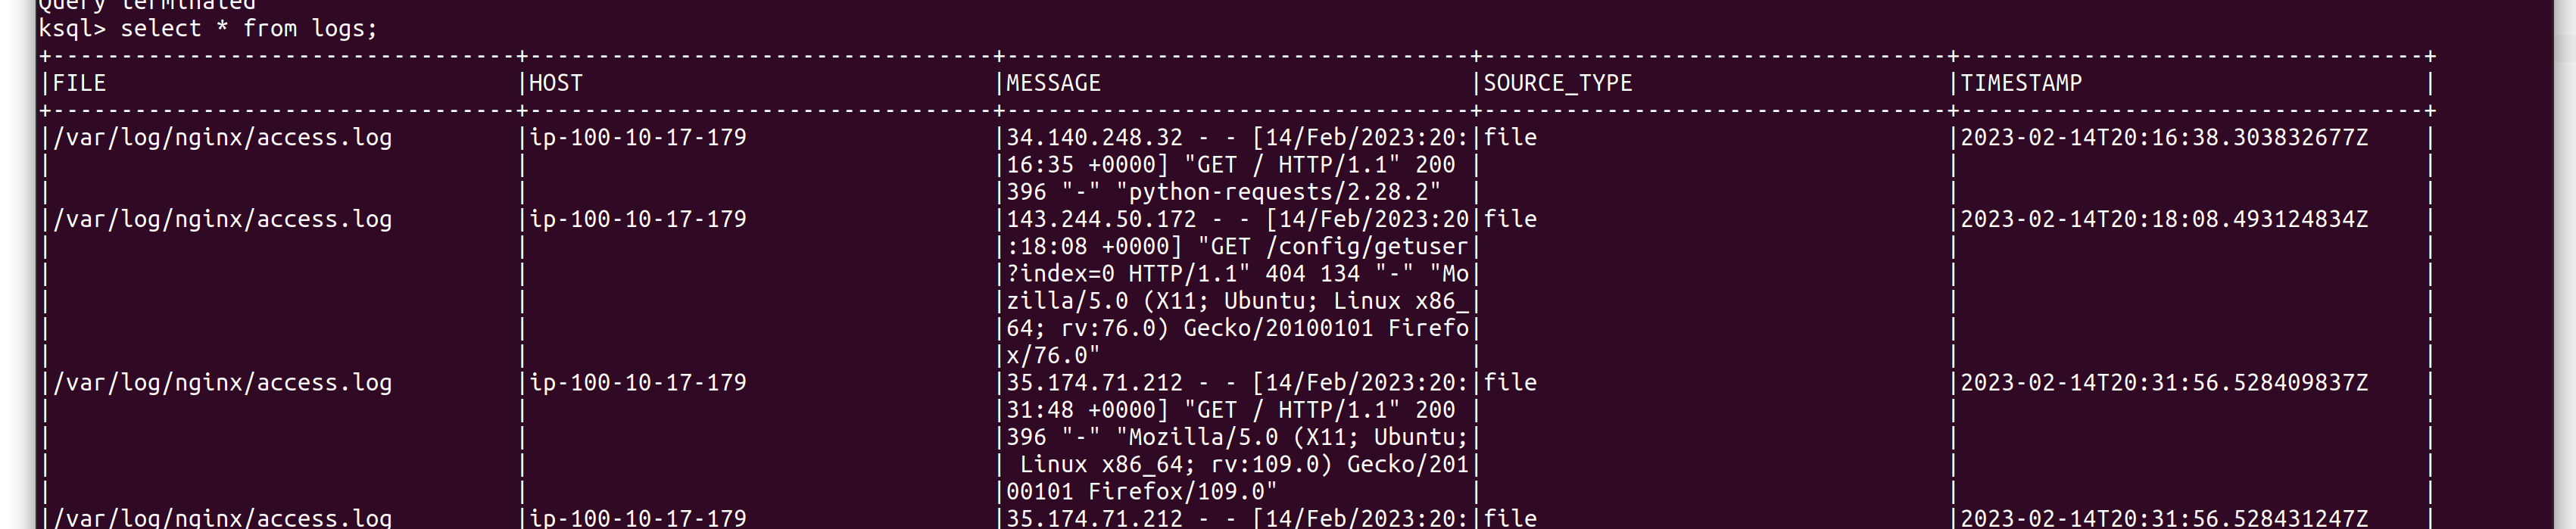 Query terminated
ksql> select * from logs;
+----------------------------------+----------------------------------+----------------------------------+----------------------------------+----------------------------------+
|FILE                              |HOST                              |MESSAGE                           |SOURCE_TYPE                       |TIMESTAMP                         |
+----------------------------------+----------------------------------+----------------------------------+----------------------------------+----------------------------------+
|/var/log/nginx/access.log         |ip-100-10-17-179                  |34.140.248.32 - - [14/Feb/2023:20:|file                              |2023-02-14T20:16:38.303832677Z    |
|                                  |                                  |16:35 +0000] "GET / HTTP/1.1" 200 |                                  |                                  |
|                                  |                                  |396 "-" "python-requests/2.28.2"  |                                  |                                  |
|/var/log/nginx/access.log         |ip-100-10-17-179                  |143.244.50.172 - - [14/Feb/2023:20|file                              |2023-02-14T20:18:08.493124834Z    |
|                                  |                                  |:18:08 +0000] "GET /config/getuser|                                  |                                  |
|                                  |                                  |?index=0 HTTP/1.1" 404 134 "-" "Mo|                                  |                                  |
|                                  |                                  |zilla/5.0 (X11; Ubuntu; Linux x86_|                                  |                                  |
|                                  |                                  |64; rv:76.0) Gecko/20100101 Firefo|                                  |                                  |
|                                  |                                  |x/76.0"                           |                                  |                                  |
|/var/log/nginx/access.log         |ip-100-10-17-179                  |35.174.71.212 - - [14/Feb/2023:20:|file                              |2023-02-14T20:31:56.528409837Z    |
|                                  |                                  |31:48 +0000] "GET / HTTP/1.1" 200 |                                  |                                  |
|                                  |                                  |396 "-" "Mozilla/5.0 (X11; Ubuntu;|                                  |                                  |
|                                  |                                  | Linux x86_64; rv:109.0) Gecko/201|                                  |                                  |
|                                  |                                  |00101 Firefox/109.0"              |                                  |                                  |
|/var/log/nginx/access.log         |ip-100-10-17-179                  |35.174.71.212 - - [14/Feb/2023:20:|file                              |2023-02-14T20:31:56.528431247Z    |